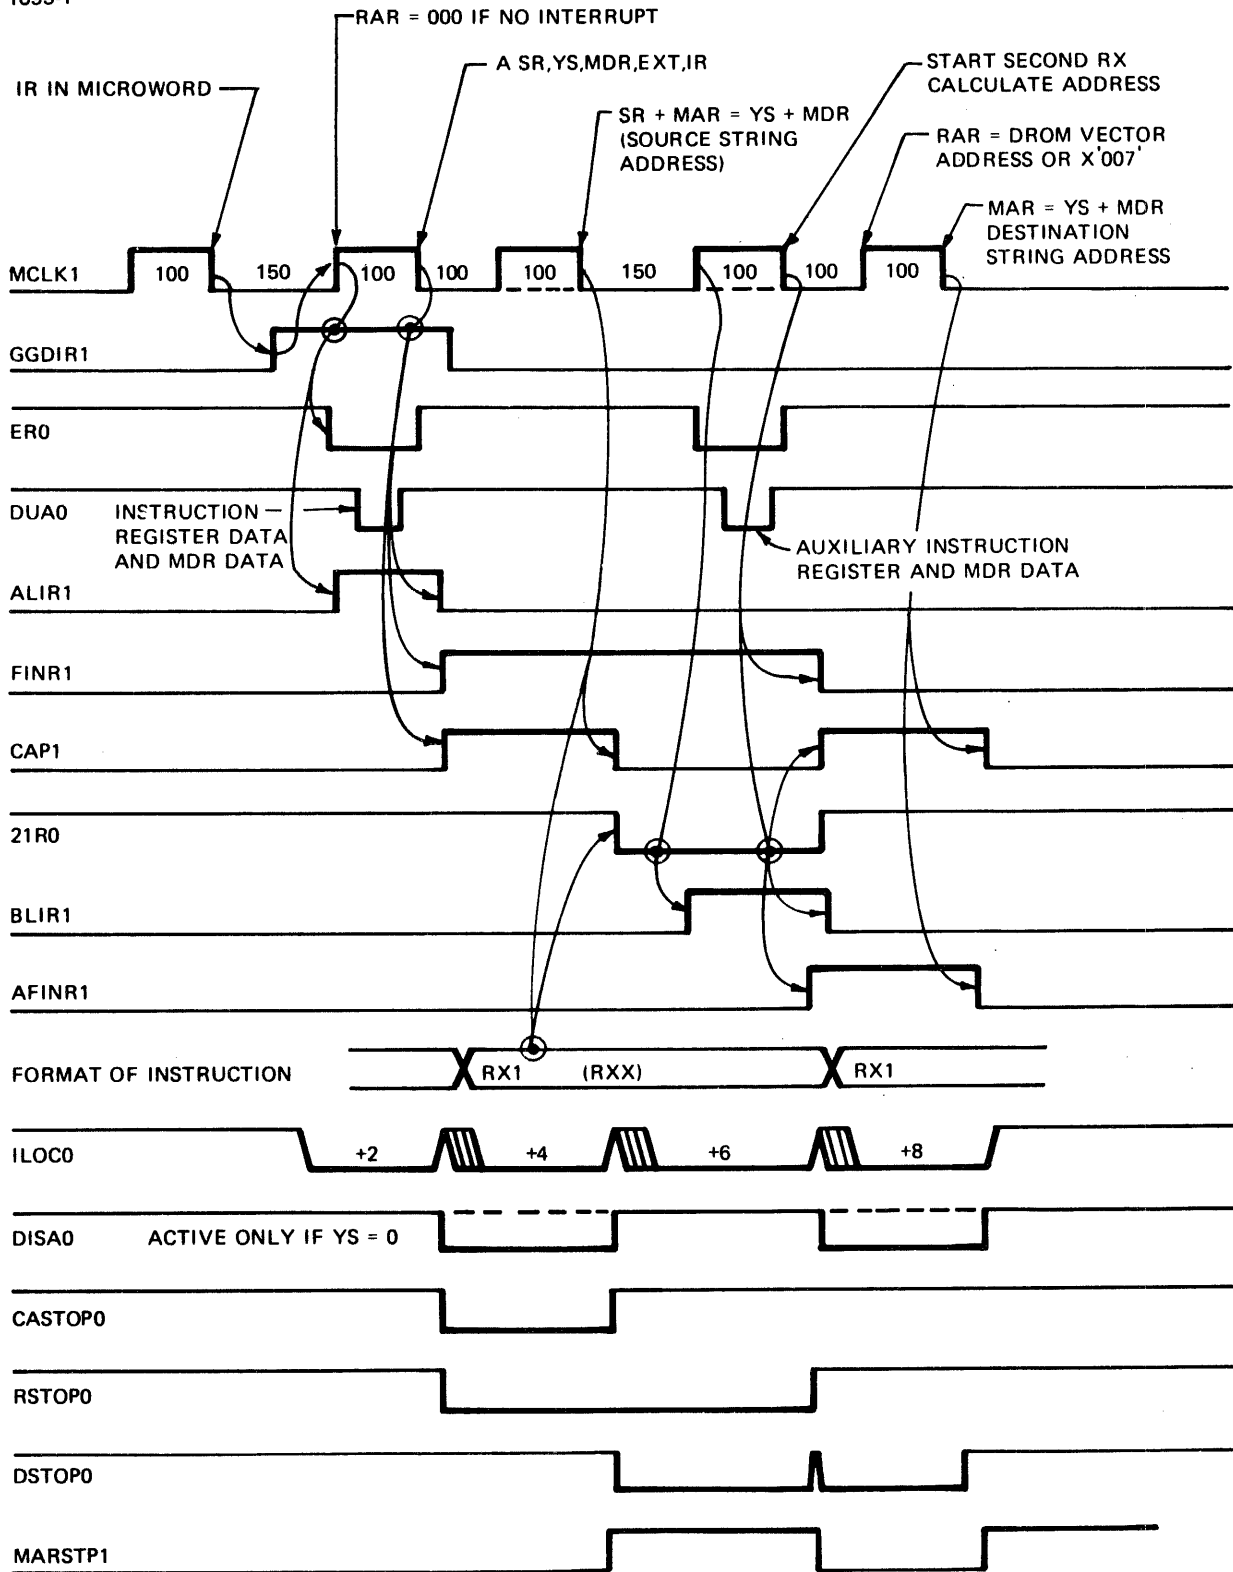 RAR = 000 IF NO INTERRUPT
A SR,YS,MDR,EXT,IR
START SECOND RX
CALCULATE ADDRESS
IR IN MICROWORD
SR + MAR = YS + MDR
(SOURCE STRING
ADDRESS)
RAR = DROM VECTOR
ADDRESS OR X'007'
MAR = YS + MDR
DESTINATION
STRING ADDRESS
MCLK1 100 150 100 100 100 150 100 100 100
GGDIR1
ER0
DUA0
INSTRUCTION
REGISTER DATA
AND MDR DATA
AUXILIARY INSTRUCTION
REGISTER AND MDR DATA
ALIR1
FINR1
CAP1
21R0
BLIR1
AFINR1
FORMAT OF INSTRUCTION RX1 (RXX) RX1
ILOC0 +2 +4 +6 +8
DISA0 ACTIVE ONLY IF YS = 0
CASTOP0
RSTOP0
DSTOP0
MARSTP1